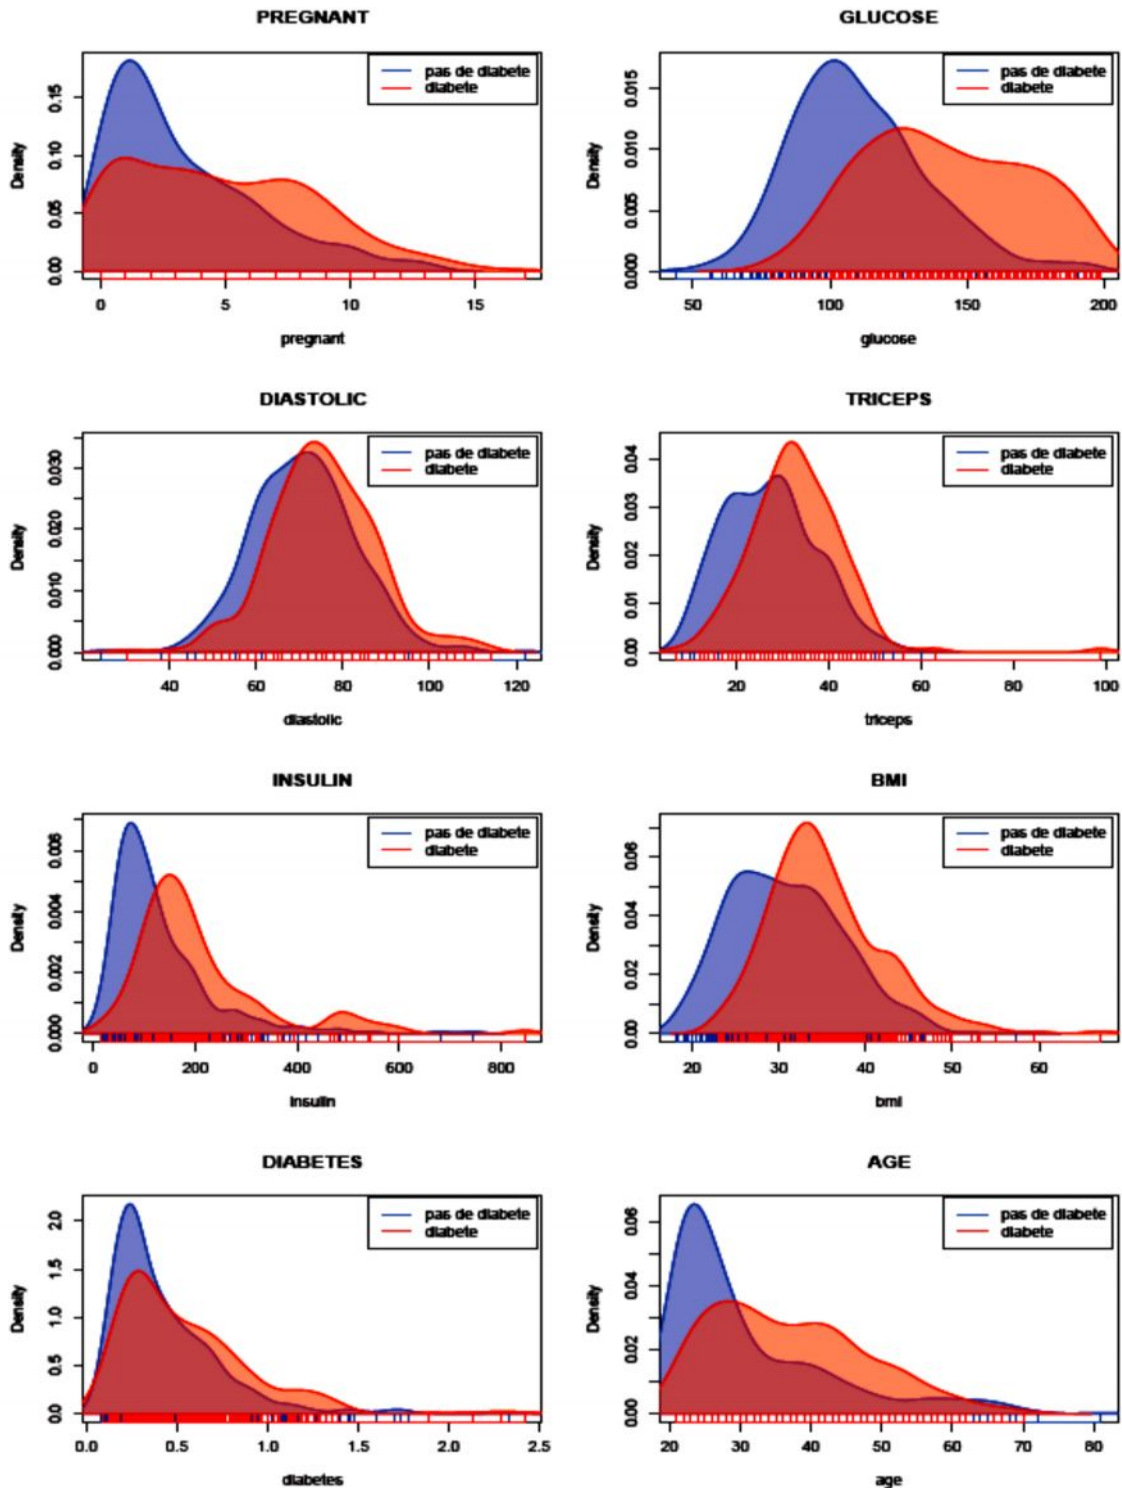 PREGNANT
pas de diabete
diabete
Density
0.00 0.05 0.10 0.15
0 5 10 15
pregnant
GLUCOSE
pas de diabete
diabete
Density
0.000 0.005 0.010 0.015
50 100 150 200
glucose
DIASTOLIC
pas de diabete
diabete
Density
0.000 0.010 0.020 0.030
40 60 80 100 120
diastolic
TRICEPS
pas de diabete
diabete
Density
0.00 0.01 0.02 0.03 0.04
20 40 60 80 100
triceps
INSULIN
pas de diabete
diabete
Density
0.000 0.002 0.004 0.006
0 200 400 600 800
insulin
BMI
pas de diabete
diabete
Density
0.00 0.02 0.04 0.06
20 30 40 50 60
bmi
DIABETES
pas de diabete
diabete
Density
0.0 0.5 1.0 1.5 2.0
0.0 0.5 1.0 1.5 2.0 2.5
diabetes
AGE
pas de diabete
diabete
Density
0.00 0.02 0.04 0.06
20 30 40 50 60 70 80
age